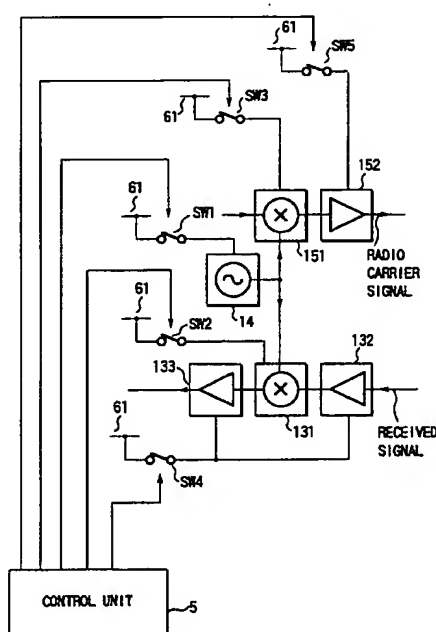 61
SW5
61
SW3
61
152
SW1
151
RADIO
CARRIER
SIGNAL
14
61
SW2
133
132
131
61
RECEIVED
SIGNAL
SW4
CONTROL UNIT
5